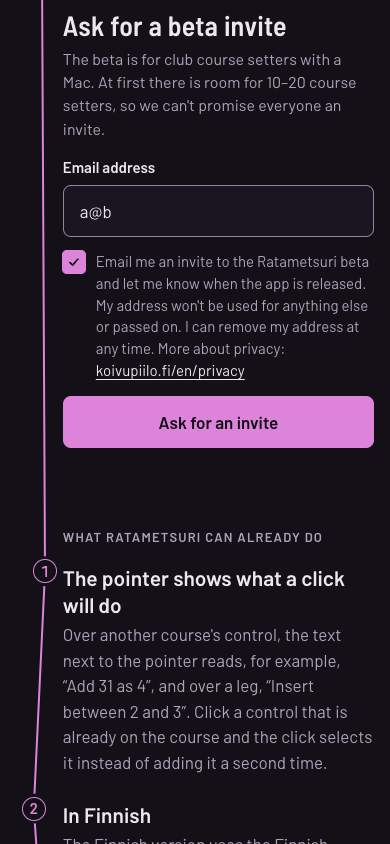 Ask for a beta invite
The beta is for club course setters with a
Mac. At first there is room for 10–20 course
setters, so we can't promise everyone an
invite.
Email address
a@b
Email me an invite to the Ratametsuri beta
and let me know when the app is released.
My address won't be used for anything else
or passed on. I can remove my address at
any time. More about privacy:
koivupiilo.fi/en/privacy
Ask for an invite
WHAT RATAMETSURI CAN ALREADY DO
1
The pointer shows what a click
will do
Over another course's control, the text
next to the pointer reads, for example,
“Add 31 as 4”, and over a leg, “Insert
between 2 and 3”. Click a control that is
already on the course and the click selects
it instead of adding it a second time.
2
In Finnish
The Finnish version uses the Finnish